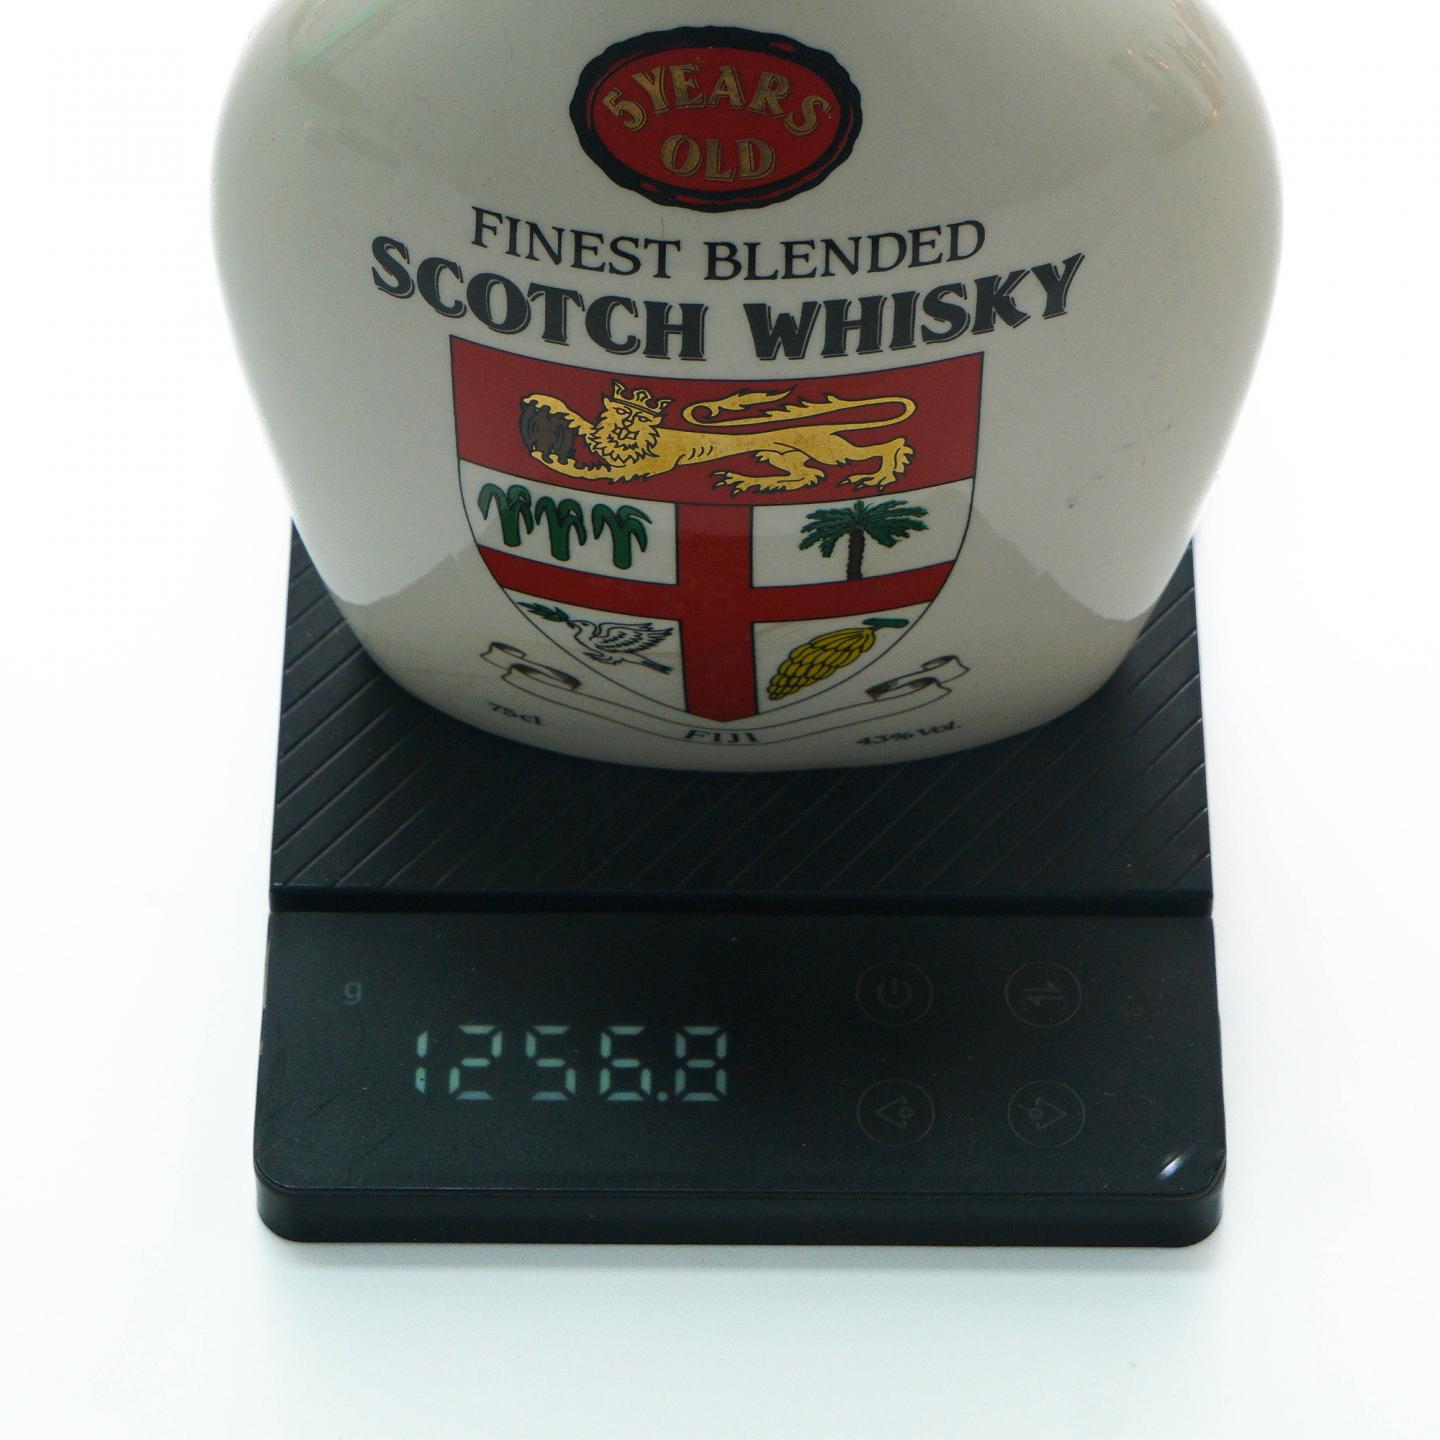 5 YEARS
OLD
FINEST BLENDED
SCOTCH WHISKY
75cl
FIJI
43% Vol.
g
1256.8